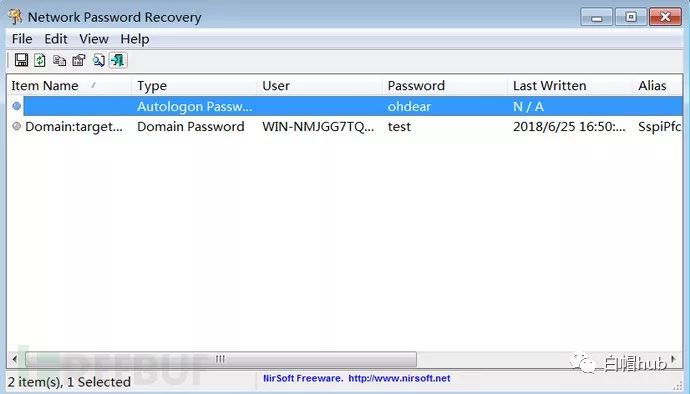 Network Password Recovery
File Edit View Help
Item Name / Type User Password Last Written Alias
Autologon Passw... ohdear N / A
Domain:target... Domain Password WIN-NMJGG7TQ... test 2018/6/25 16:50:... SspiPfc
白帽hub
2 item(s), 1 Selected NirSoft Freeware. http://www.nirsoft.net